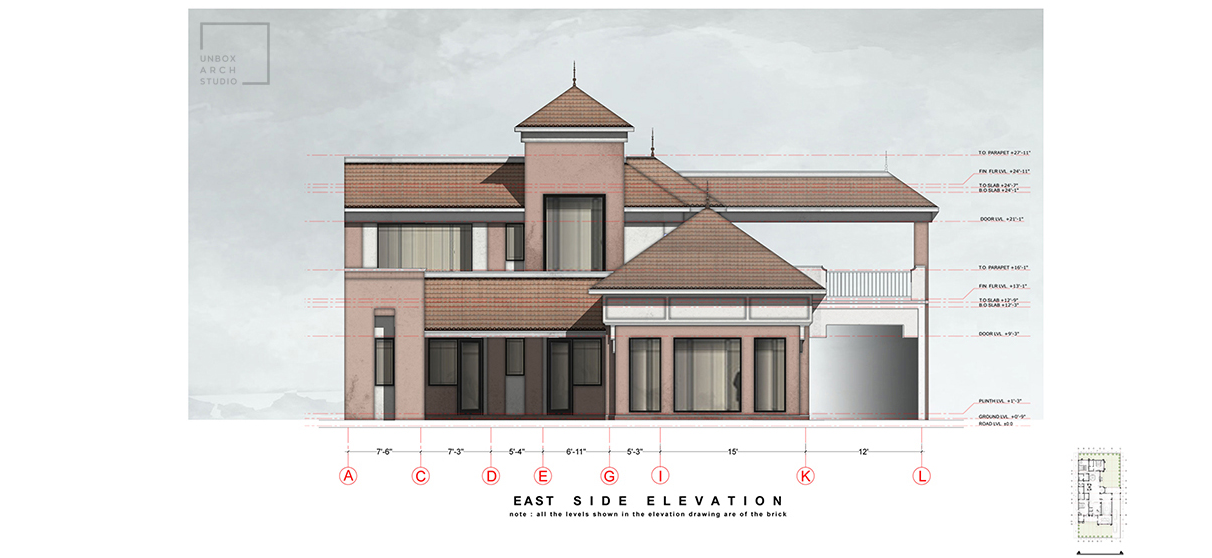 UNBOX
ARCH
STUDIO
T.O PARAPET +27'-11"
FIN FLR LVL +24'-11"
T.O SLAB +24'-7"
B.O SLAB +24'-1"
DOOR LVL +21'-1"
T.O PARAPET +16'-1"
FIN FLR LVL +13'-1"
T.O SLAB +12'-9"
B.O SLAB +12'-3"
DOOR LVL +9'-3"
PLINTH LVL +1'-3"
GROUND LVL +0'-9"
ROAD LVL ±0.0
7'-6" 7'-3" 5'-4" 6'-11" 5'-3" 15' 12'
A C D E G I K L
EAST SIDE ELEVATION
note : all the levels shown in the elevation drawing are of the brick